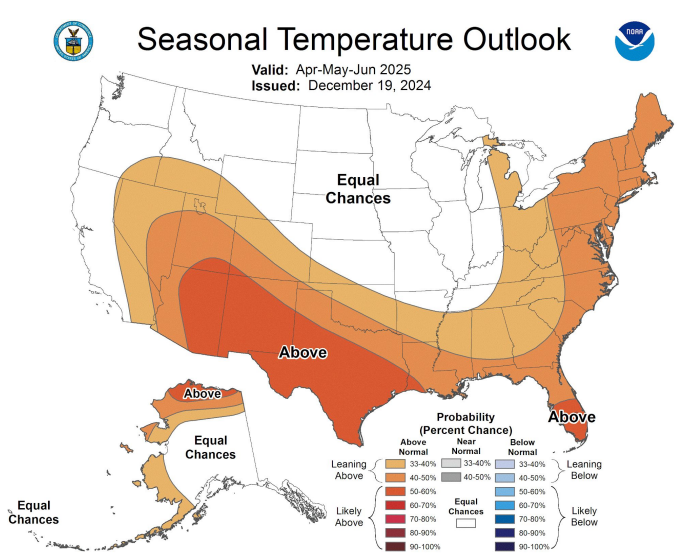 Seasonal Temperature Outlook
NOAA
Valid: Apr-May-Jun 2025
Issued: December 19, 2024
Equal
Chances
Above
Above
Above
Equal
Chances
Equal
Chances
Probability
(Percent Chance)
Above
Normal
Near
Normal
Below
Normal
Leaning
Above
33-40%
40-50%
33-40%
40-50%
33-40%
40-50%
Leaning
Below
Likely
Above
50-60%
60-70%
70-80%
80-90%
90-100%
Equal
Chances
50-60%
60-70%
70-80%
80-90%
90-100%
Likely
Below